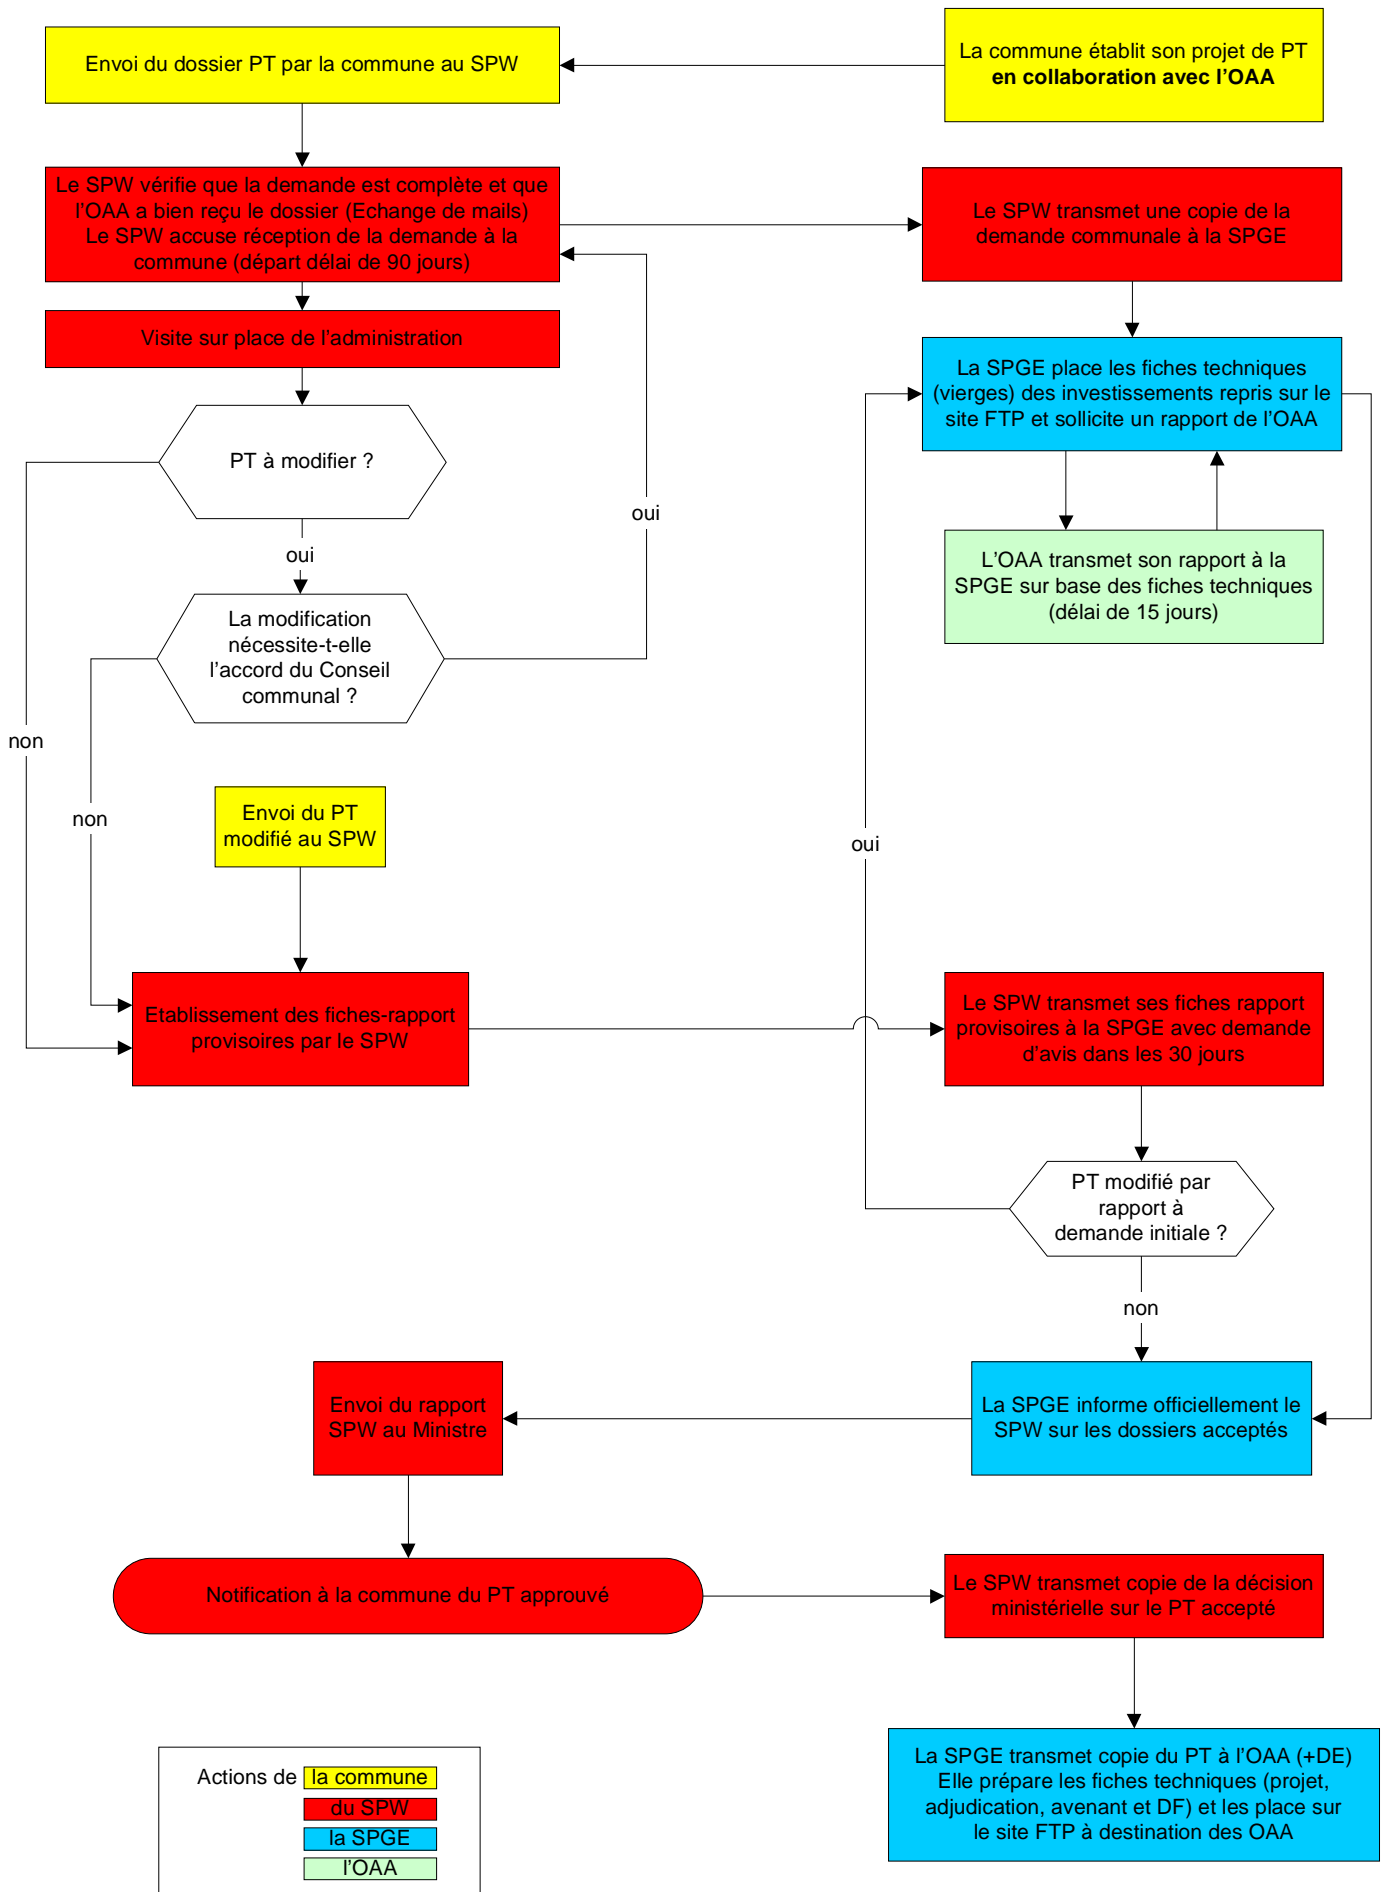 La commune établit son projet de PT
en collaboration avec l'OAA
Envoi du dossier PT par la commune au SPW
Le SPW vérifie que la demande est complète et que
l'OAA a bien reçu le dossier (Echange de mails)
Le SPW accuse réception de la demande à la
commune (départ délai de 90 jours)
Le SPW transmet une copie de la
demande communale à la SPGE
Visite sur place de l'administration
La SPGE place les fiches techniques
(vierges) des investissements repris sur le
site FTP et sollicite un rapport de l'OAA
PT à modifier ?
oui
oui
L'OAA transmet son rapport à la
SPGE sur base des fiches techniques
(délai de 15 jours)
La modification
nécessite-t-elle
l'accord du Conseil
communal ?
non
non
Envoi du PT
modifié au SPW
oui
Etablissement des fiches-rapport
provisoires par le SPW
Le SPW transmet ses fiches rapport
provisoires à la SPGE avec demande
d'avis dans les 30 jours
PT modifié par
rapport à
demande initiale ?
non
Envoi du rapport
SPW au Ministre
La SPGE informe officiellement le
SPW sur les dossiers acceptés
Notification à la commune du PT approuvé
Le SPW transmet copie de la décision
ministérielle sur le PT accepté
La SPGE transmet copie du PT à l'OAA (+DE)
Elle prépare les fiches techniques (projet,
adjudication, avenant et DF) et les place sur
le site FTP à destination des OAA
Actions de la commune
du SPW
la SPGE
l'OAA